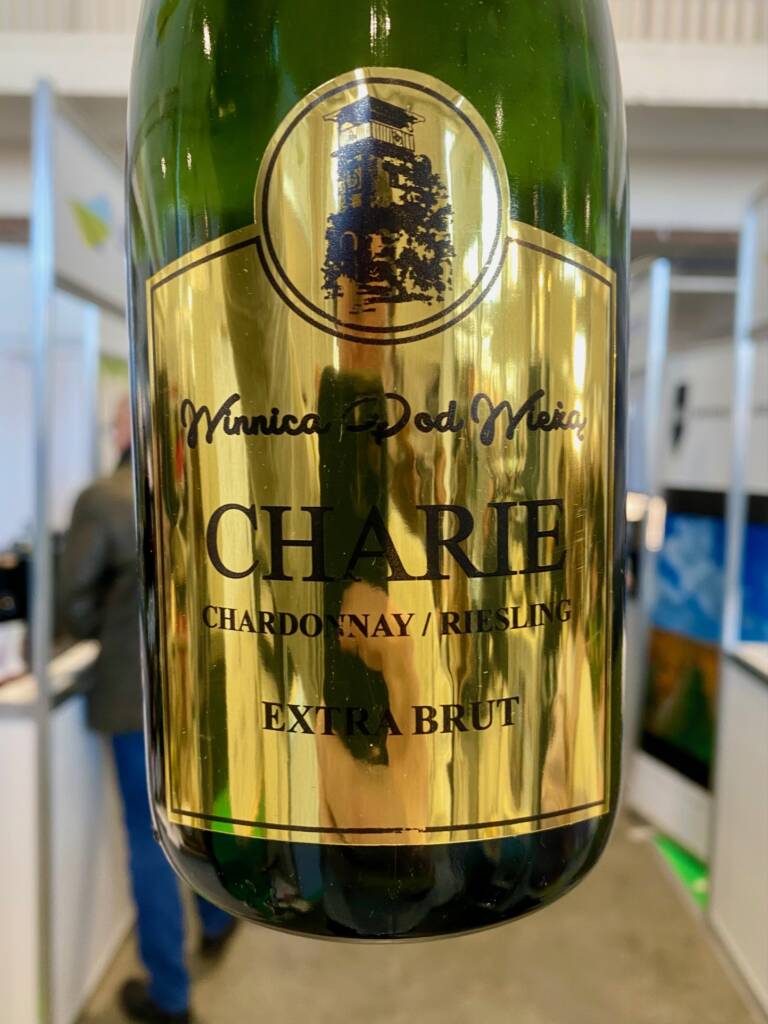 Winnica Pod Wieżą
CHARIE
CHARDONNAY / RIESLING
EXTRA BRUT